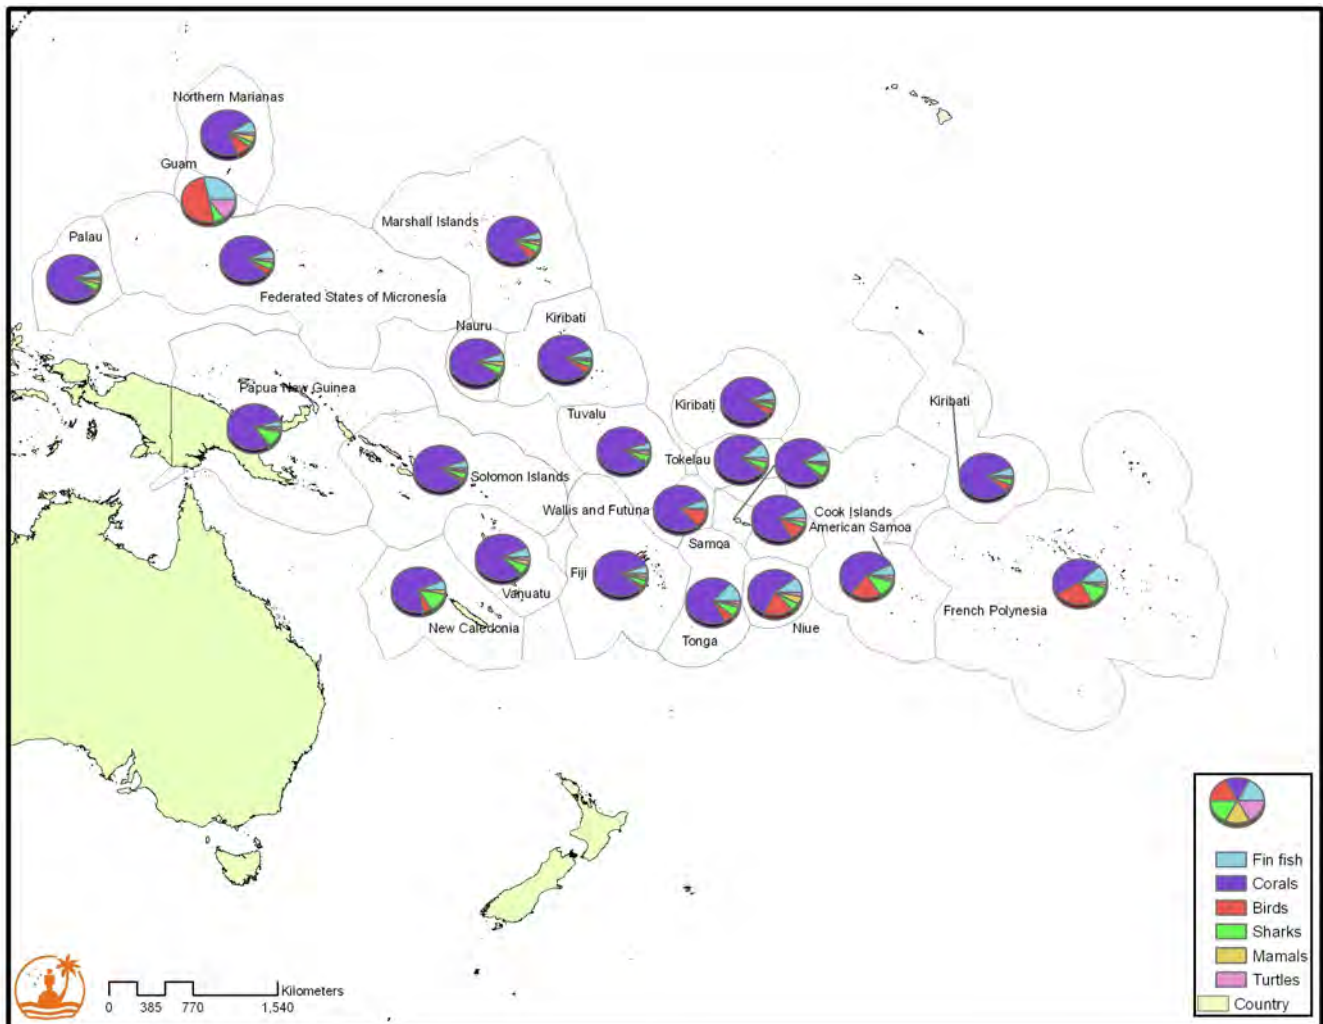 Northern Marianas
Guam
Marshall Islands
Palau
Federated States of Micronesia
Nauru
Kiribati
Papua New Guinea
Kiribati
Kiribati
Tuvalu
Tokelau
Solomon Islands
Wallis and Futuna
Cook Islands
American Samoa
Samoa
Fiji
Vanuatu
French Polynesia
New Caledonia
Tonga
Niue
Fin fish
Corals
Birds
Sharks
Mamals
Turtles
Country
Kilometers
0 385 770 1,540